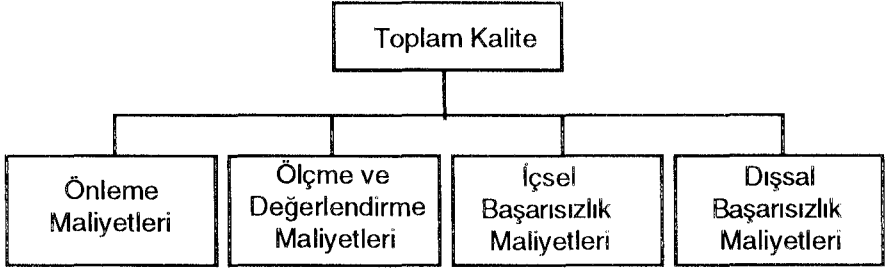 Toplam Kalite
Önleme
Maliyetleri
Ölçme ve
Değerlendirme
Maliyetleri
İçsel
Başarısızlık
Maliyetleri
Dışsal
Başarısızlık
Maliyetleri